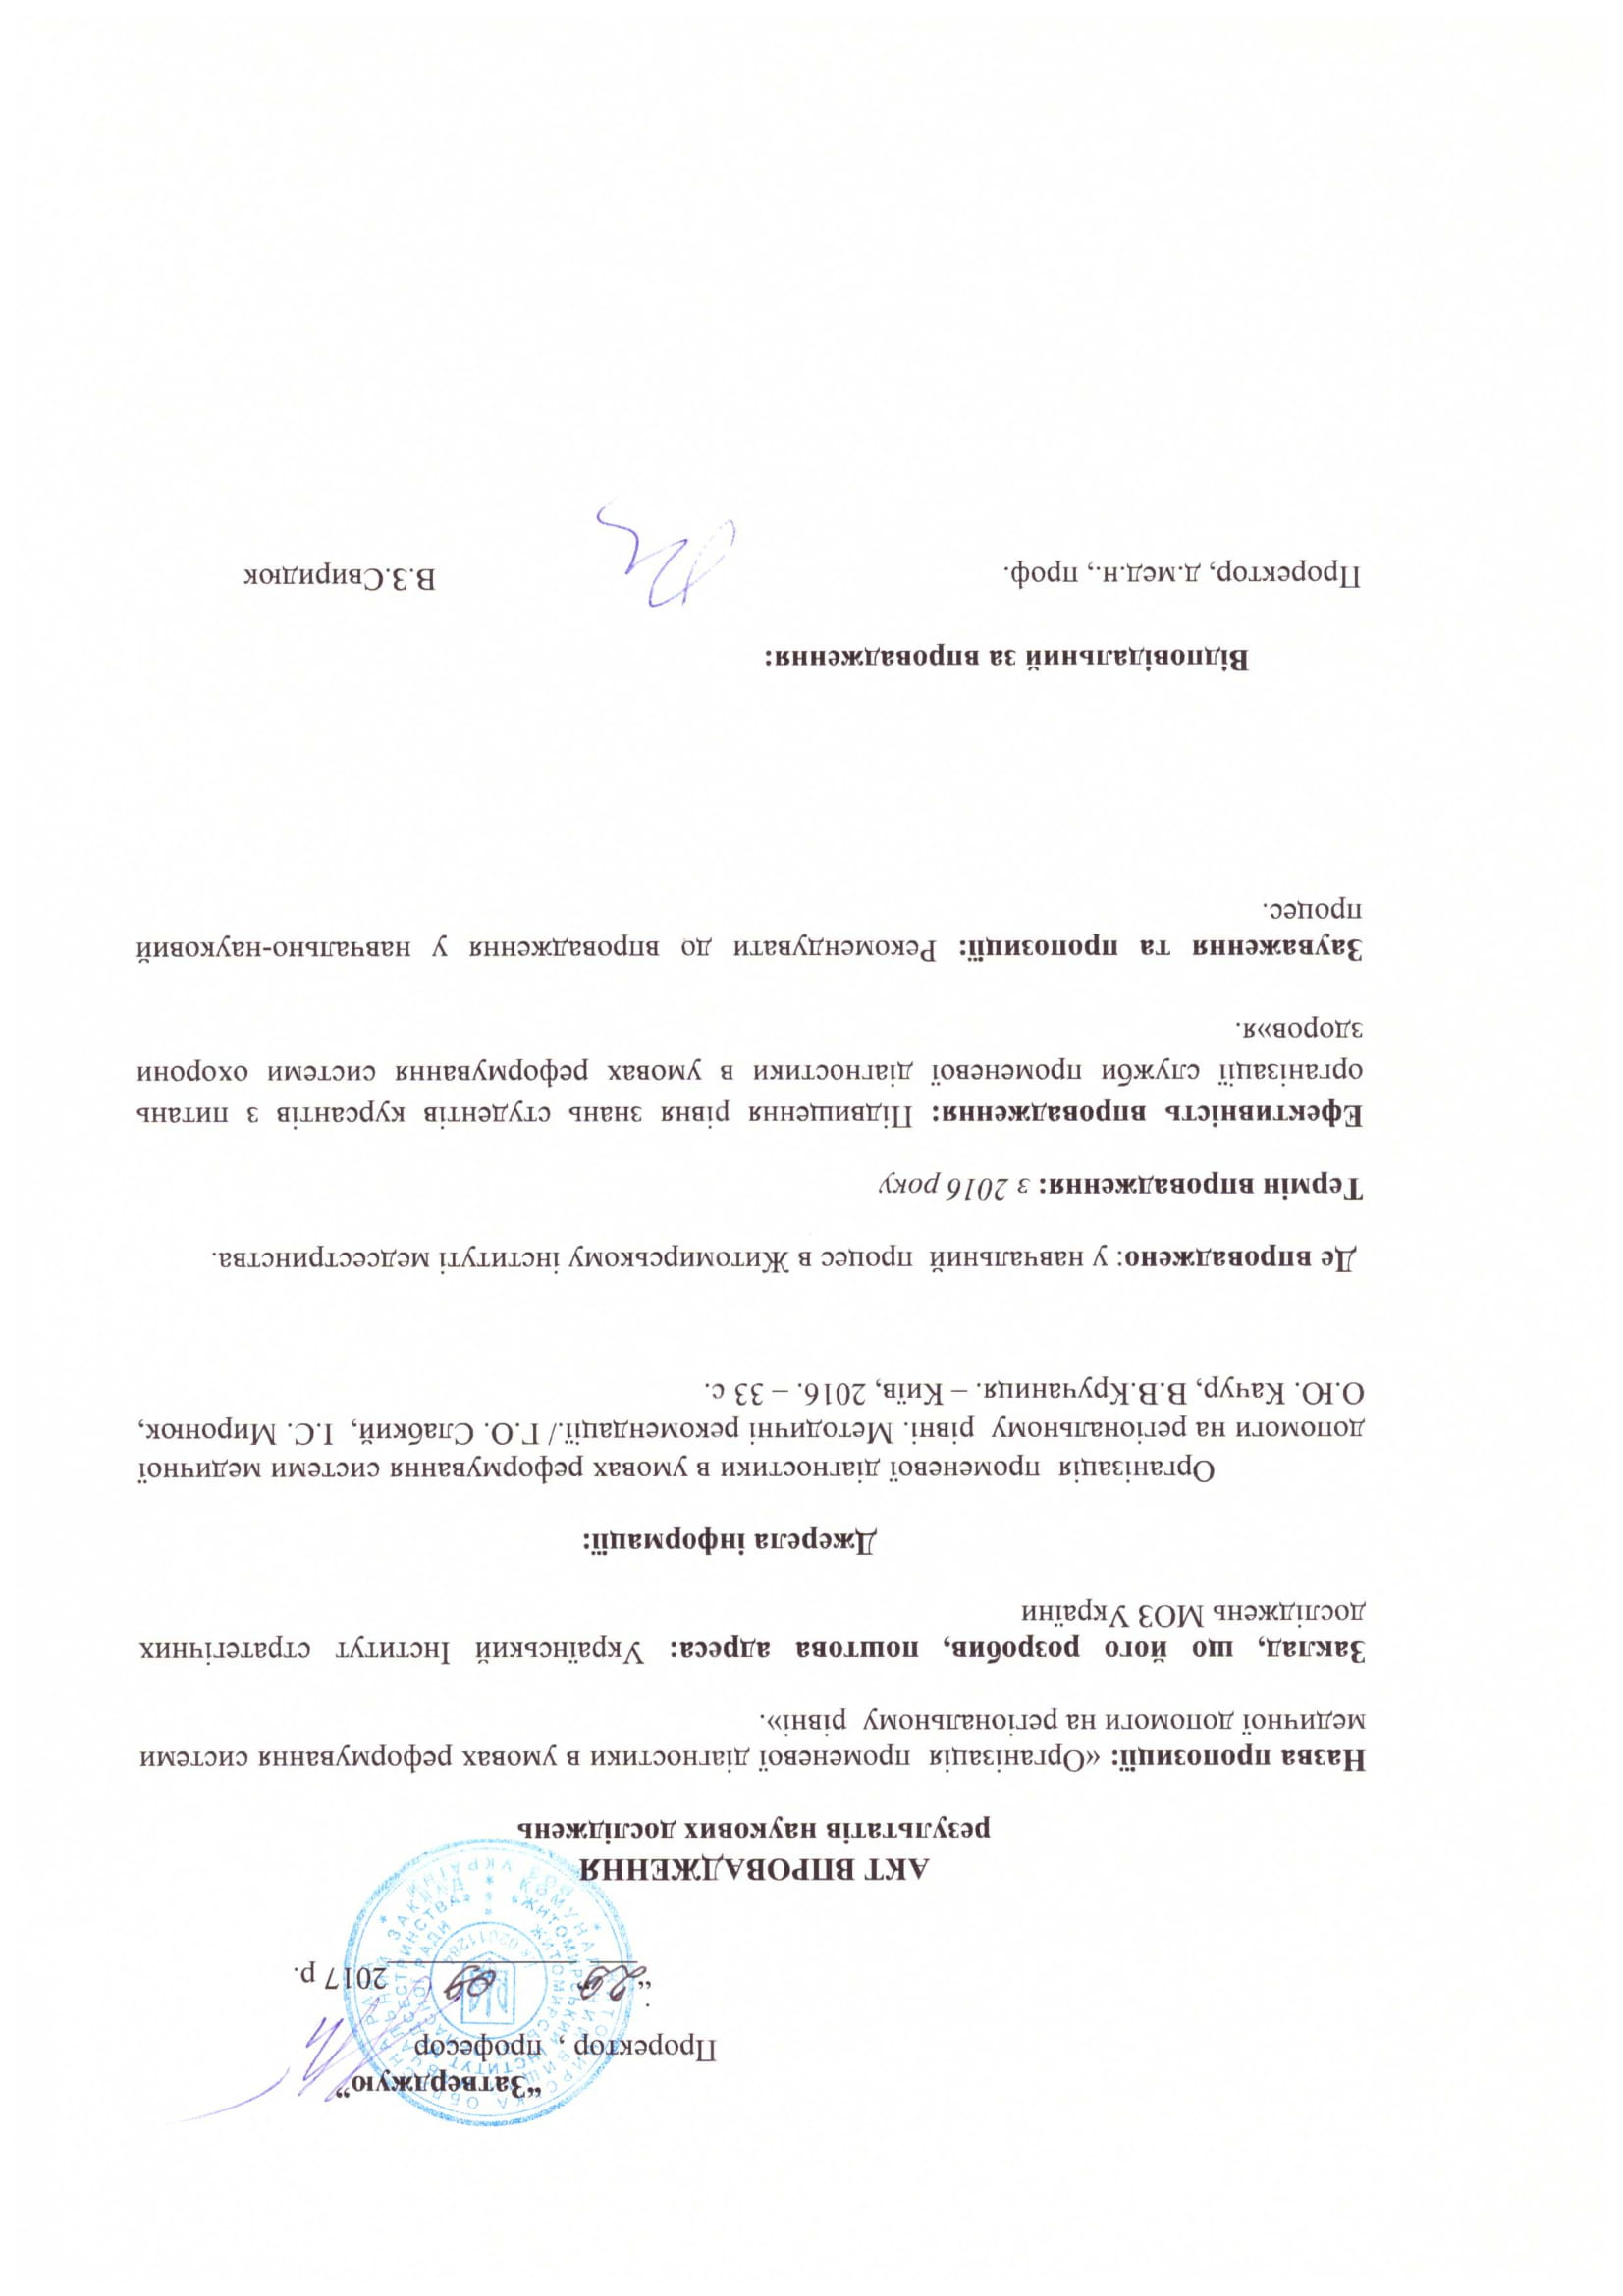 “Затверджую”
Проректор , професор
“25” 09 2017 р.
АКТ ВПРОВАДЖЕННЯ
результатів наукових досліджень
Назва пропозиції: «Організація променевої діагностики в умовах реформування системи
медичної допомоги на регіональному рівні».
Заклад, що його розробив, поштова адреса: Український Інститут стратегічних
досліджень МОЗ України
Джерела інформації:
Організація променевої діагностики в умовах реформування системи медичної
допомоги на регіональному рівні. Методичні рекомендації./ Г.О. Слабкий, І.С. Миронюк,
О.Ю. Качур, В.В.Кручаниця. – Київ, 2016. – 33 с.
Де впроваджено: у навчальний процес в Житомирському інституті медсестринства.
Термін впровадження: з 2016 року
Ефективність впровадження: Підвищення рівня знань студентів курсантів з питань
організації служби променевої діагностики в умовах реформування системи охорони
здоров»я.
Зауваження та пропозиції: Рекомендувати до впровадження у навчально-науковий
процес.
Відповідальний за впровадження:
Проректор, д.мед.н., проф. В.З.Свиридюк